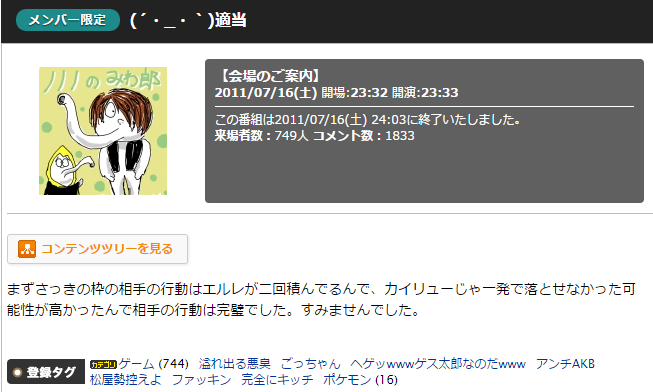 メンバー限定 (´・_・｀)適当
ノノノの みわ郎
【会場のご案内】
2011/07/16(土) 開場:23:32 開演:23:33
この番組は2011/07/16(土) 24:03に終了いたしました。
来場者数：749人 コメント数：1833
コンテンツツリーを見る
まずさっきの枠の相手の行動はエルレが二回積んでるんで、カイリューじゃ一発で落とせなかった可
能性が高かったんで相手の行動は完璧でした。すみませんでした。
登録タグ
カテゴリ ゲーム (744) 溢れ出る悪臭 ごっちゃん ヘゲッwwwゲス太郎なのだwww アンチAKB
松屋勢控えよ ファッキン 完全にキッチ ポケモン (16)